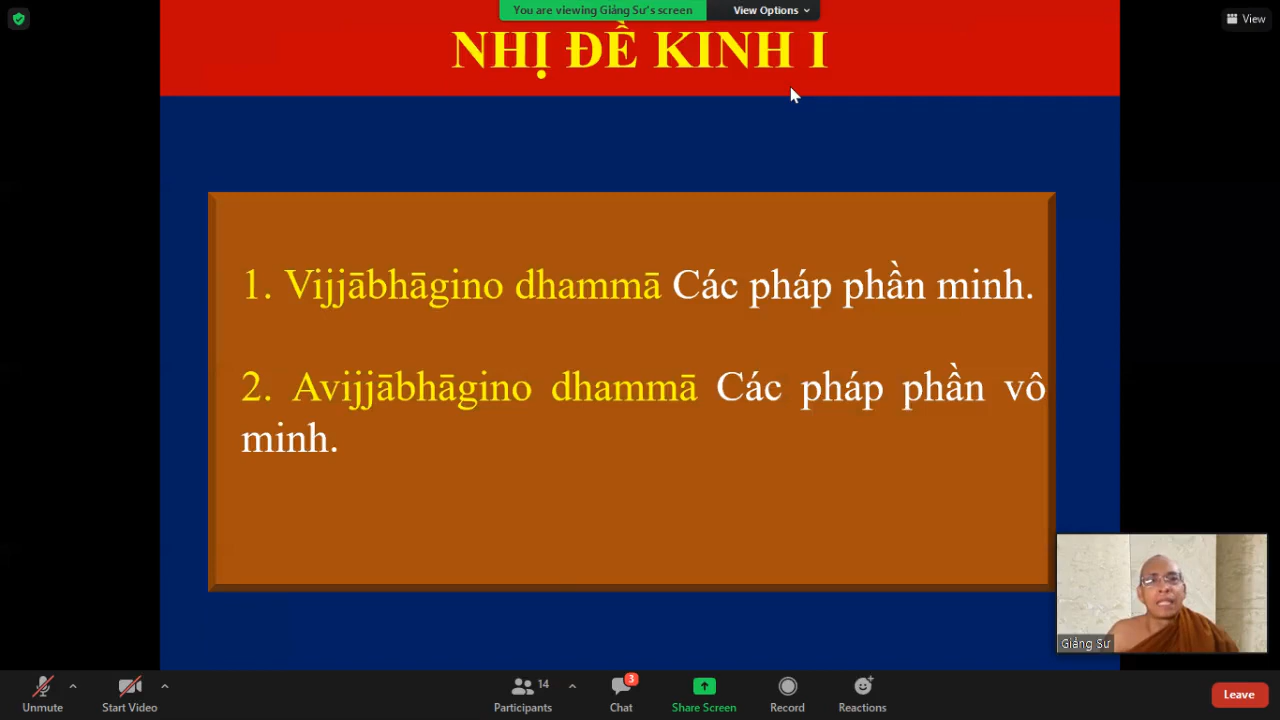 You are viewing Giảng Sư's screen
View Options
View
NHỊ ĐỀ KINH I
1. Vijjābhāgino dhammā Các pháp phần minh.
2. Avijjābhāgino dhammā Các pháp phần vô
minh.
Giảng Sư
Unmute
Start Video
14
Participants
3
Chat
Share Screen
Record
Reactions
Leave